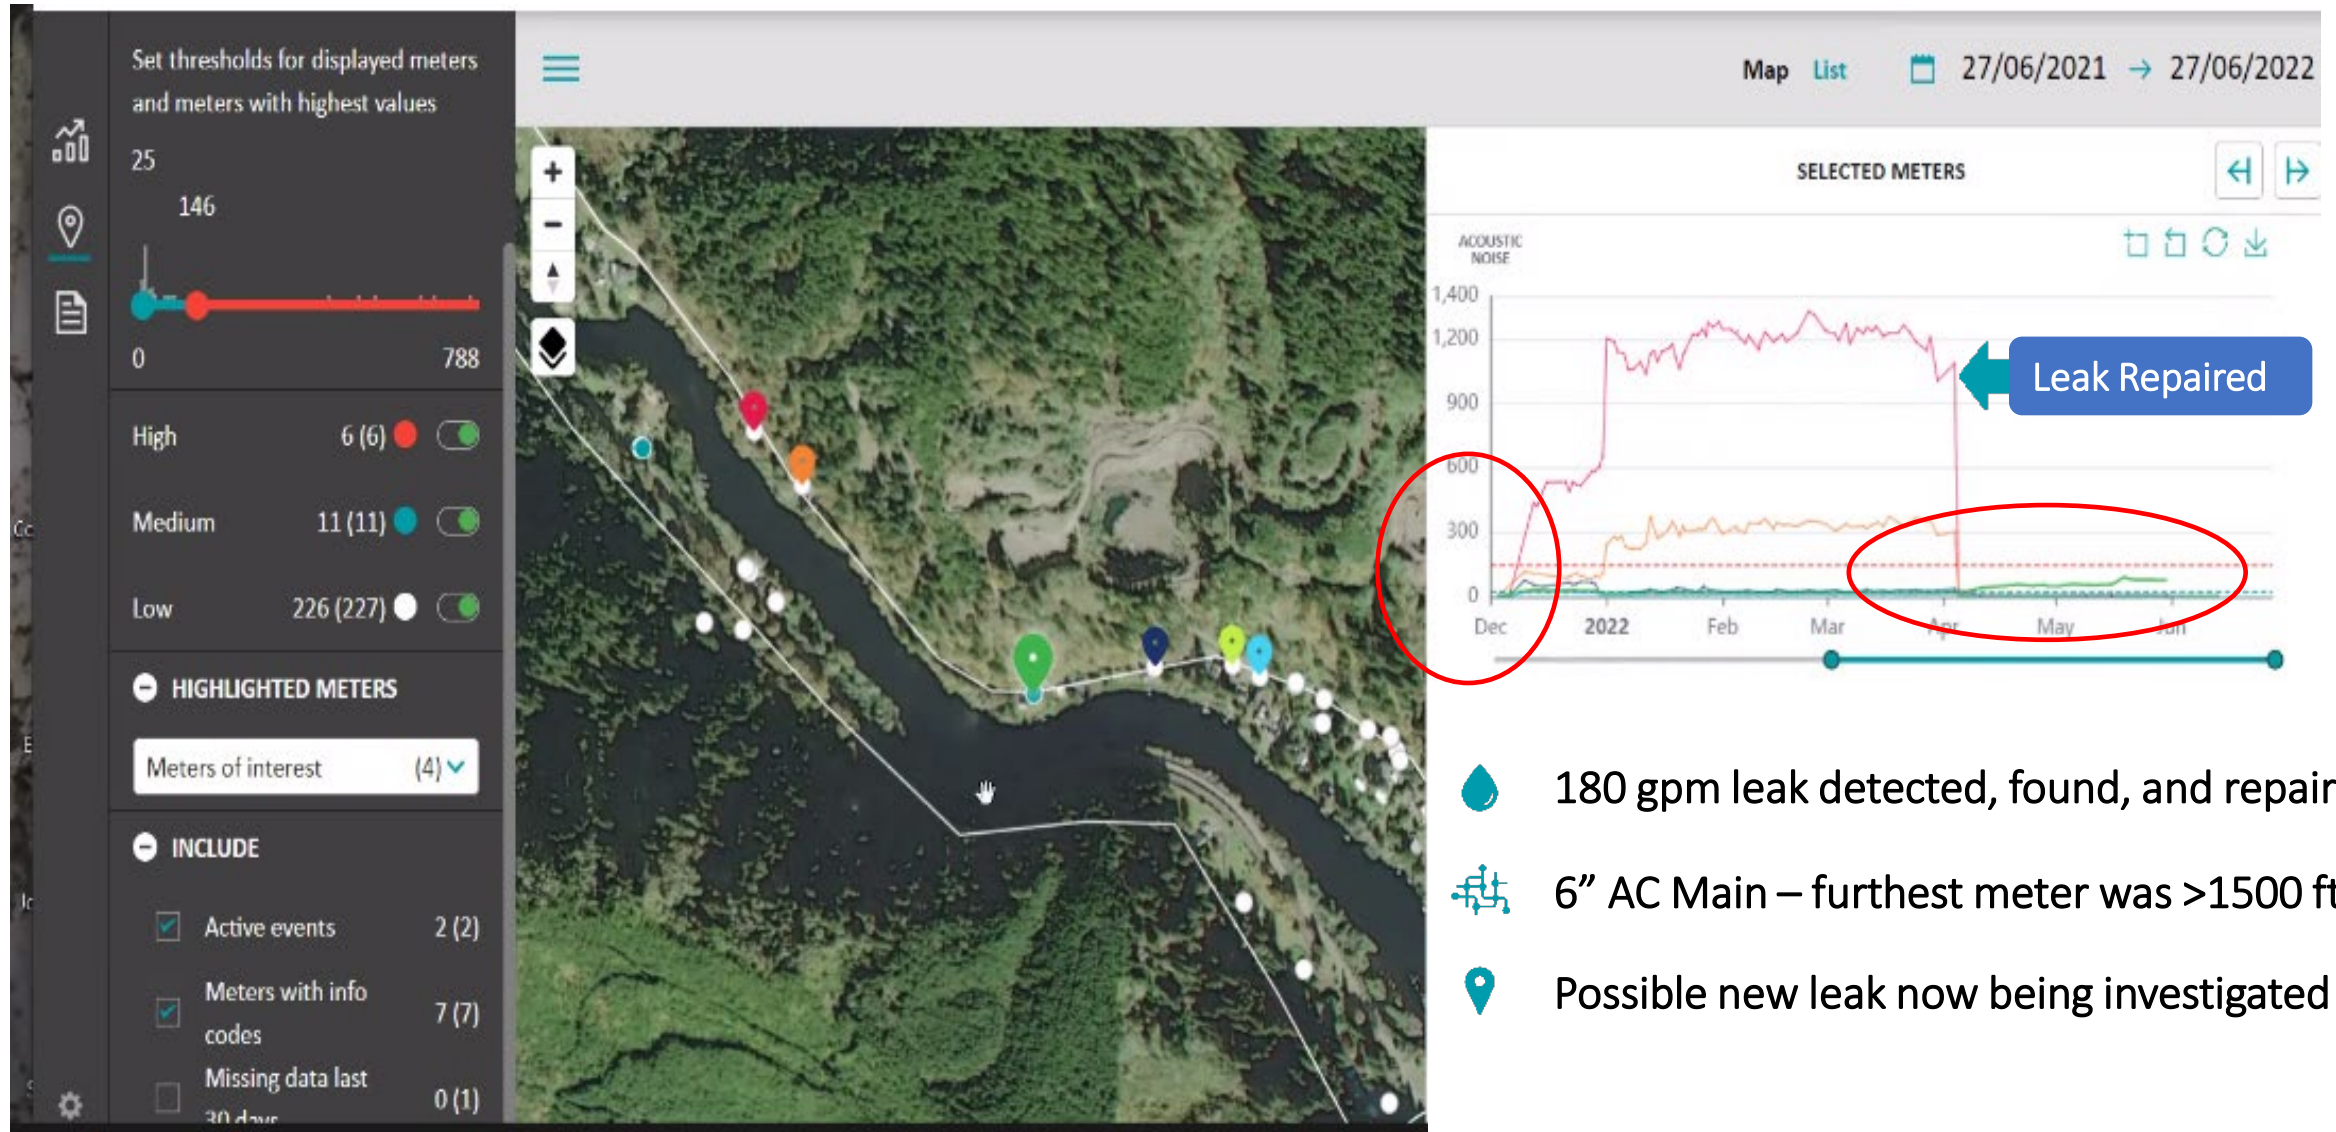 Set thresholds for displayed meters
and meters with highest values
25
146
0 788
High 6 (6)
Medium 11 (11)
Low 226 (227)
HIGHLIGHTED METERS
Meters of interest (4)
INCLUDE
Active events 2 (2)
Meters with info
codes 7 (7)
Missing data last
30 days 0 (1)
Map List 27/06/2021 → 27/06/2022
SELECTED METERS
ACOUSTIC
NOISE
1,400
1,200
900
600
300
0
Dec 2022 Feb Mar Apr May Jun
Leak Repaired
180 gpm leak detected, found, and repair
6” AC Main – furthest meter was >1500 ft
Possible new leak now being investigated